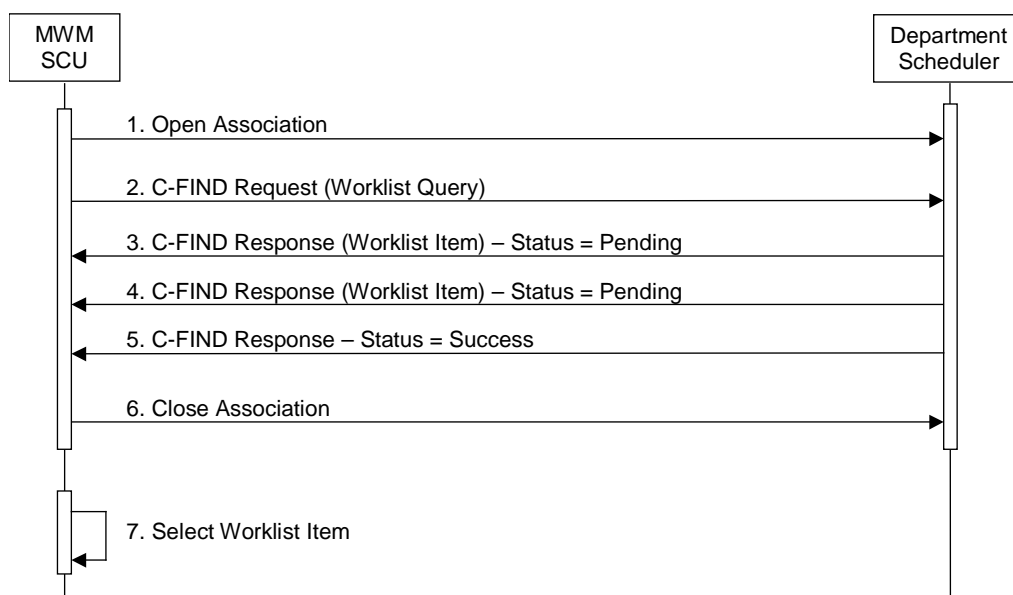 MWM
SCU
Department
Scheduler
1. Open Association
2. C-FIND Request (Worklist Query)
3. C-FIND Response (Worklist Item) – Status = Pending
4. C-FIND Response (Worklist Item) – Status = Pending
5. C-FIND Response – Status = Success
6. Close Association
7. Select Worklist Item